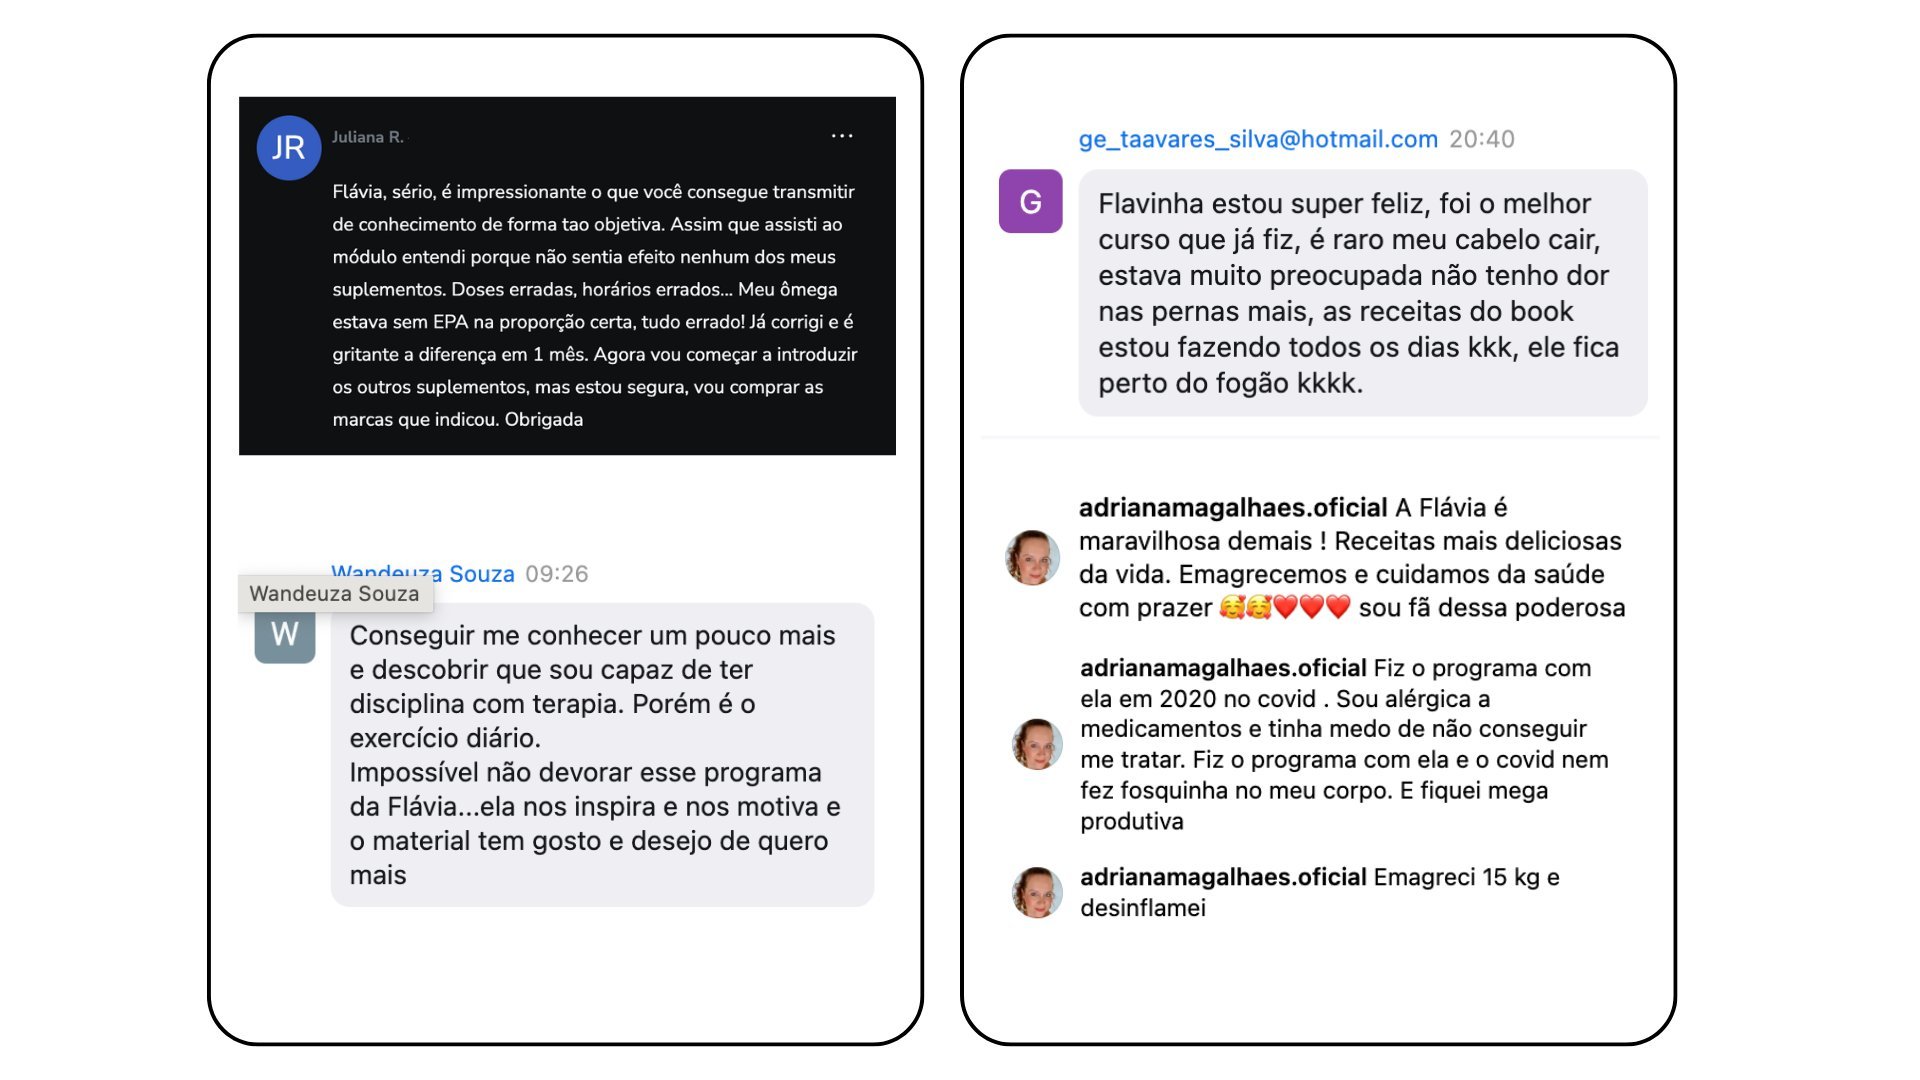 JR
Juliana R.
Flávia, sério, é impressionante o que você consegue transmitir
de conhecimento de forma tao objetiva. Assim que assisti ao
módulo entendi porque não sentia efeito nenhum dos meus
suplementos. Doses erradas, horários errados... Meu ômega
estava sem EPA na proporção certa, tudo errado! Já corrigi e é
gritante a diferença em 1 mês. Agora vou começar a introduzir
os outros suplementos, mas estou segura, vou comprar as
marcas que indicou. Obrigada
Wandeuza Souza 09:26
Wandeuza Souza
W
Conseguir me conhecer um pouco mais
e descobrir que sou capaz de ter
disciplina com terapia. Porém é o
exercício diário.
Impossível não devorar esse programa
da Flávia...ela nos inspira e nos motiva e
o material tem gosto e desejo de quero
mais
ge_taavares_silva@hotmail.com 20:40
G
Flavinha estou super feliz, foi o melhor
curso que já fiz, é raro meu cabelo cair,
estava muito preocupada não tenho dor
nas pernas mais, as receitas do book
estou fazendo todos os dias kkk, ele fica
perto do fogão kkkk.
adrianamagalhaes.oficial A Flávia é
maravilhosa demais ! Receitas mais deliciosas
da vida. Emagrecemos e cuidamos da saúde
com prazer 🥰🥰❤️❤️❤️ sou fã dessa poderosa
adrianamagalhaes.oficial Fiz o programa com
ela em 2020 no covid . Sou alérgica a
medicamentos e tinha medo de não conseguir
me tratar. Fiz o programa com ela e o covid nem
fez fosquinha no meu corpo. E fiquei mega
produtiva
adrianamagalhaes.oficial Emagreci 15 kg e
desinflamei